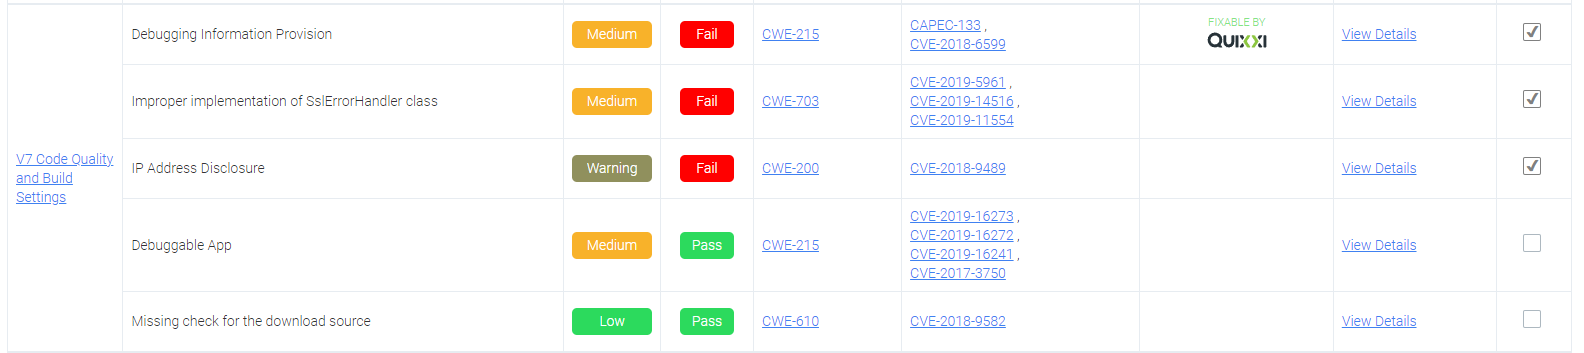 V7 Code Quality
and Build
Settings
Debugging Information Provision
Medium
Fail
CWE-215
CAPEC-133 ,
CVE-2018-6599
FIXABLE BY
QUIXXI
View Details
Improper implementation of SslErrorHandler class
Medium
Fail
CWE-703
CVE-2019-5961 ,
CVE-2019-14516 ,
CVE-2019-11554
View Details
IP Address Disclosure
Warning
Fail
CWE-200
CVE-2018-9489
View Details
Debuggable App
Medium
Pass
CWE-215
CVE-2019-16273 ,
CVE-2019-16272 ,
CVE-2019-16241 ,
CVE-2017-3750
View Details
Missing check for the download source
Low
Pass
CWE-610
CVE-2018-9582
View Details